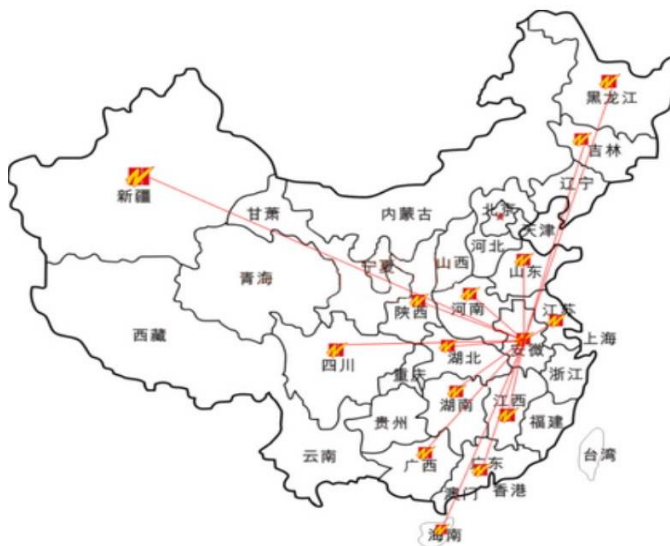 黑龙江
吉林
辽宁
新疆
甘萧
内蒙古
北京
天津
河北
山西
山东
宁夏
青海
陕西
河南
江苏
西藏
安微
上海
四川
湖北
重庆
浙江
湖南
江西
贵州
福建
云南
广西
广东
台湾
澳门
香港
海南